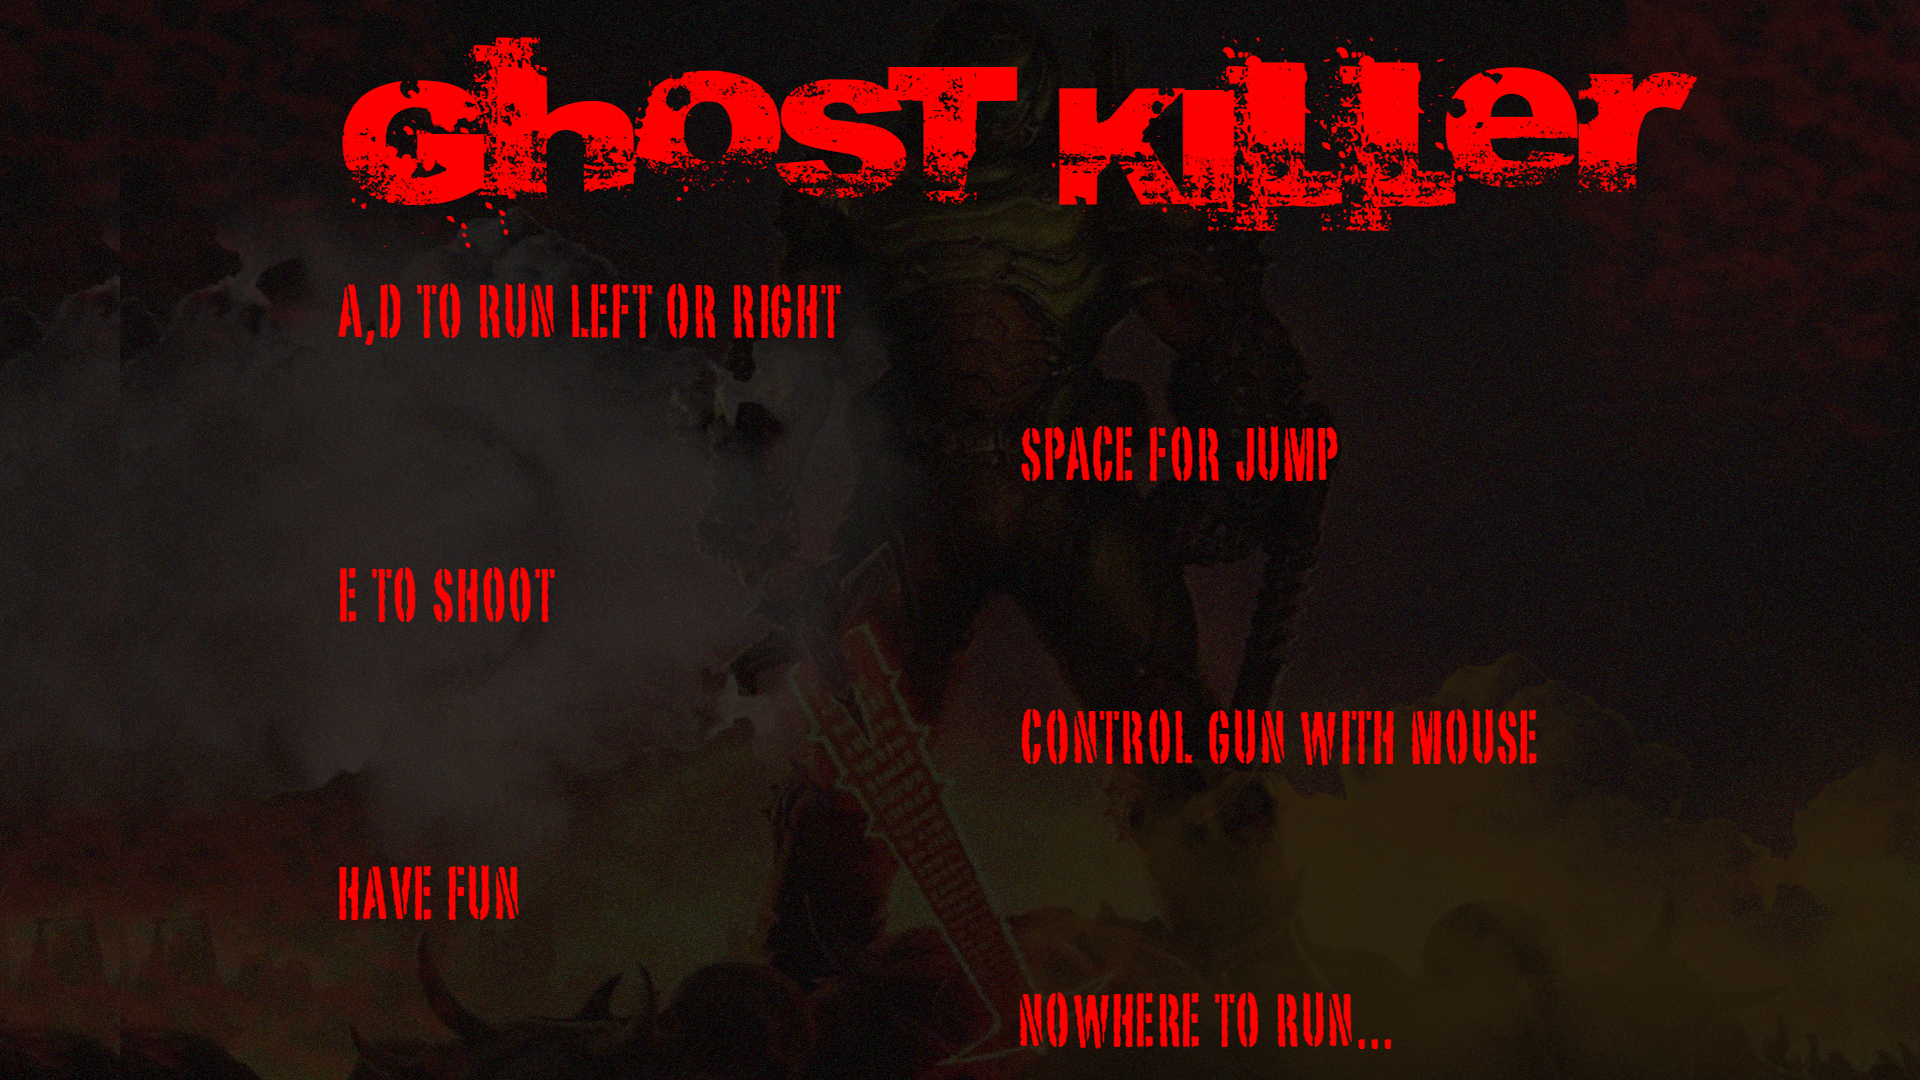 Ghost Killer
A,D TO RUN LEFT OR RIGHT
SPACE FOR JUMP
E TO SHOOT
CONTROL GUN WITH MOUSE
HAVE FUN
NOWHERE TO RUN...